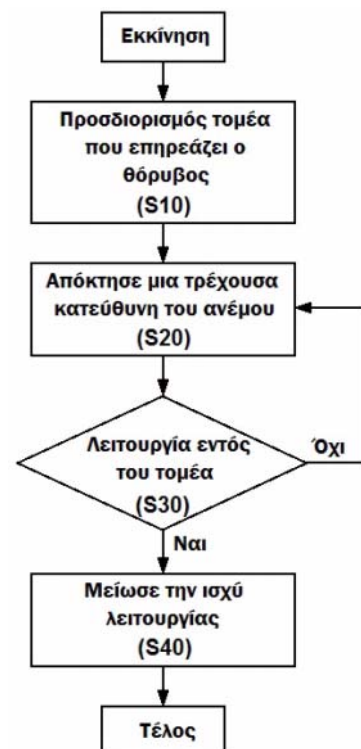 Εκκίνηση
Προσδιορισμός τομέα
που επηρεάζει ο
θόρυβος
(S10)
Απόκτησε μια τρέχουσα
κατεύθυνη του ανέμου
(S20)
Λειτουργία εντός
του τομέα
(S30)
Όχι
Ναι
Μείωσε την ισχύ
λειτουργίας
(S40)
Τέλος